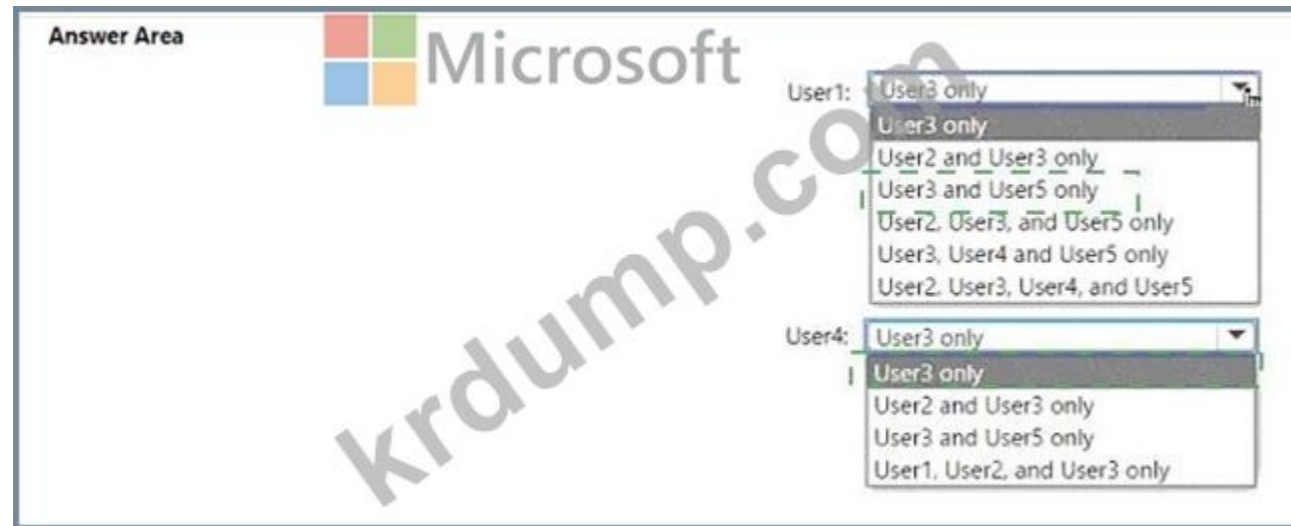 Answer Area
Microsoft
krdump.com
User1: User3 only
User3 only
User2 and User3 only
User3 and User5 only
User2, User3, and User5 only
User3, User4 and User5 only
User2, User3, User4, and User5
User4: User3 only
User3 only
User2 and User3 only
User3 and User5 only
User1, User2, and User3 only